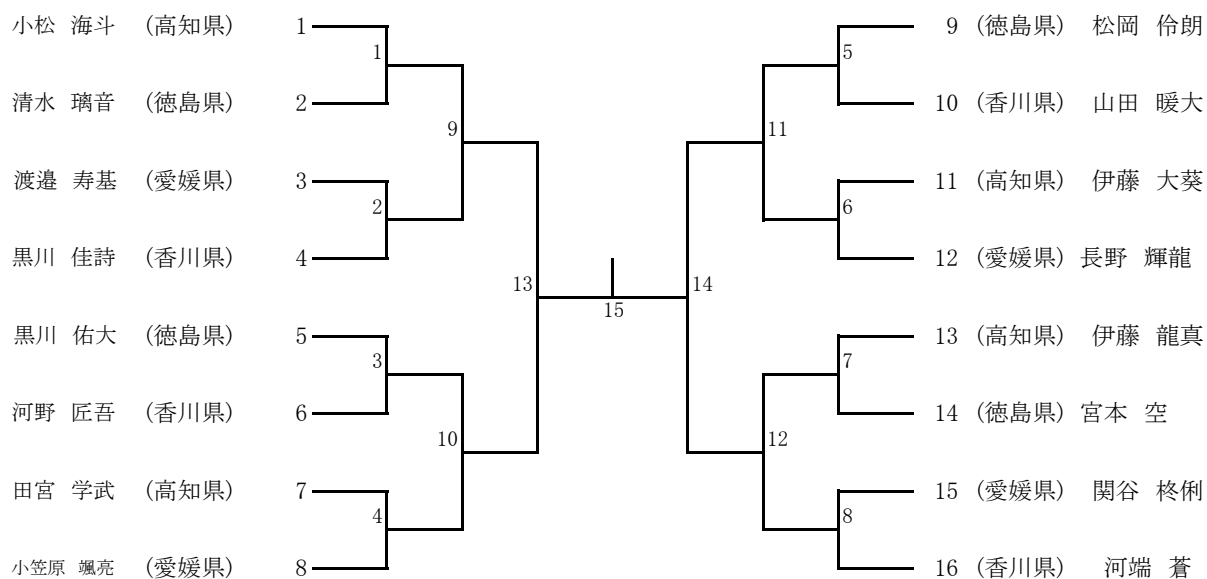 小松 海斗 (高知県) 1 9 (徳島県) 松岡 伶朗
1 5
清水 璃音 (徳島県) 2 10 (香川県) 山田 暖大
9 11
渡邉 寿基 (愛媛県) 3 11 (高知県) 伊藤 大葵
2 6
黒川 佳詩 (香川県) 4 12 (愛媛県) 長野 輝龍
13 14
15
黒川 佑大 (徳島県) 5 13 (高知県) 伊藤 龍真
3 7
河野 匠吾 (香川県) 6 14 (徳島県) 宮本 空
10 12
田宮 学武 (高知県) 7 15 (愛媛県) 関谷 柊俐
4 8
小笠原 颯亮 (愛媛県) 8 16 (香川県) 河端 蒼